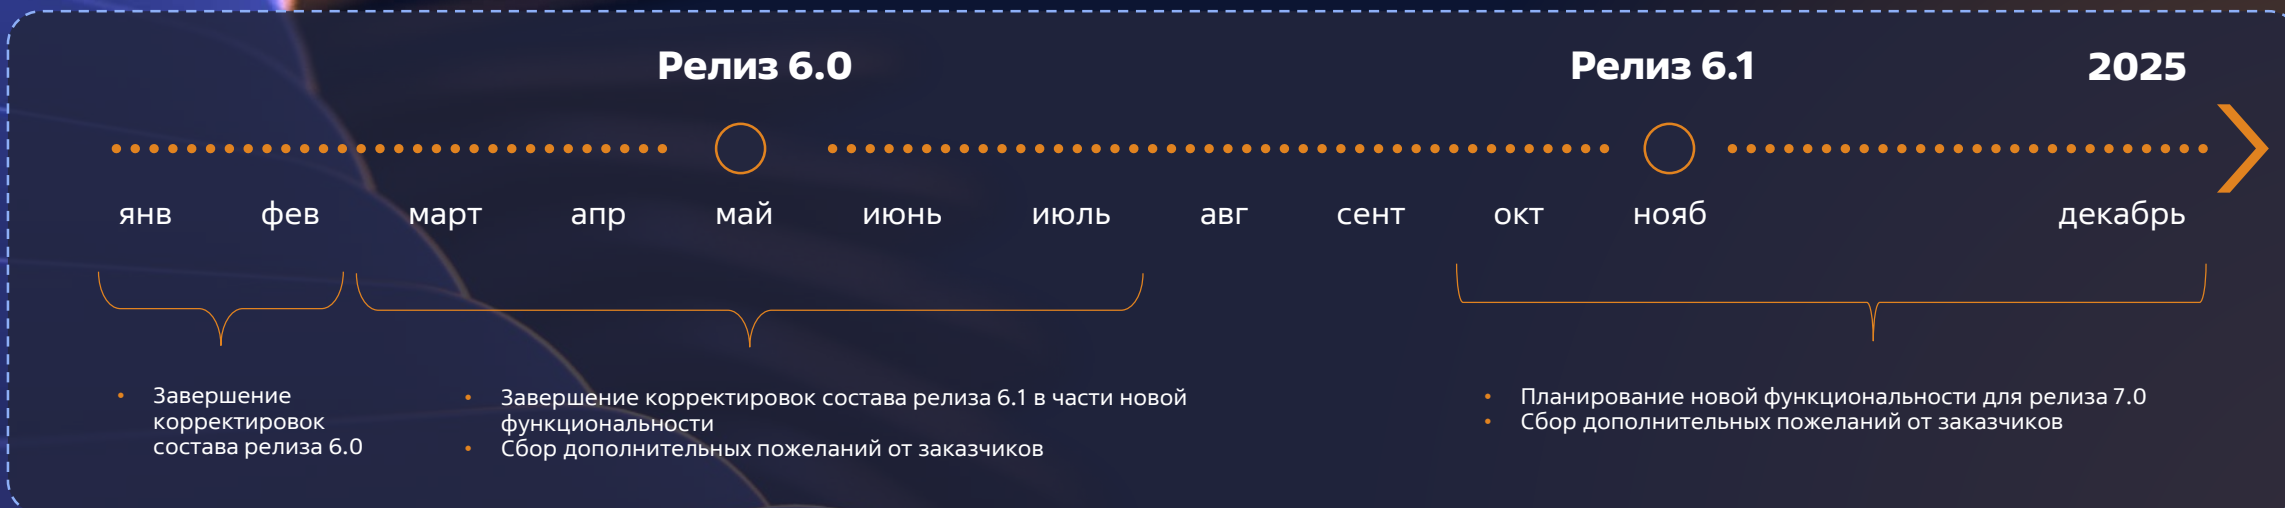 Релиз 6.0
Релиз 6.1
2025
янв фев март апр май июнь июль авг сент окт нояб декабрь
• Завершение
корректировок
состава релиза 6.0
• Завершение корректировок состава релиза 6.1 в части новой
функциональности
• Сбор дополнительных пожеланий от заказчиков
• Планирование новой функциональности для релиза 7.0
• Сбор дополнительных пожеланий от заказчиков